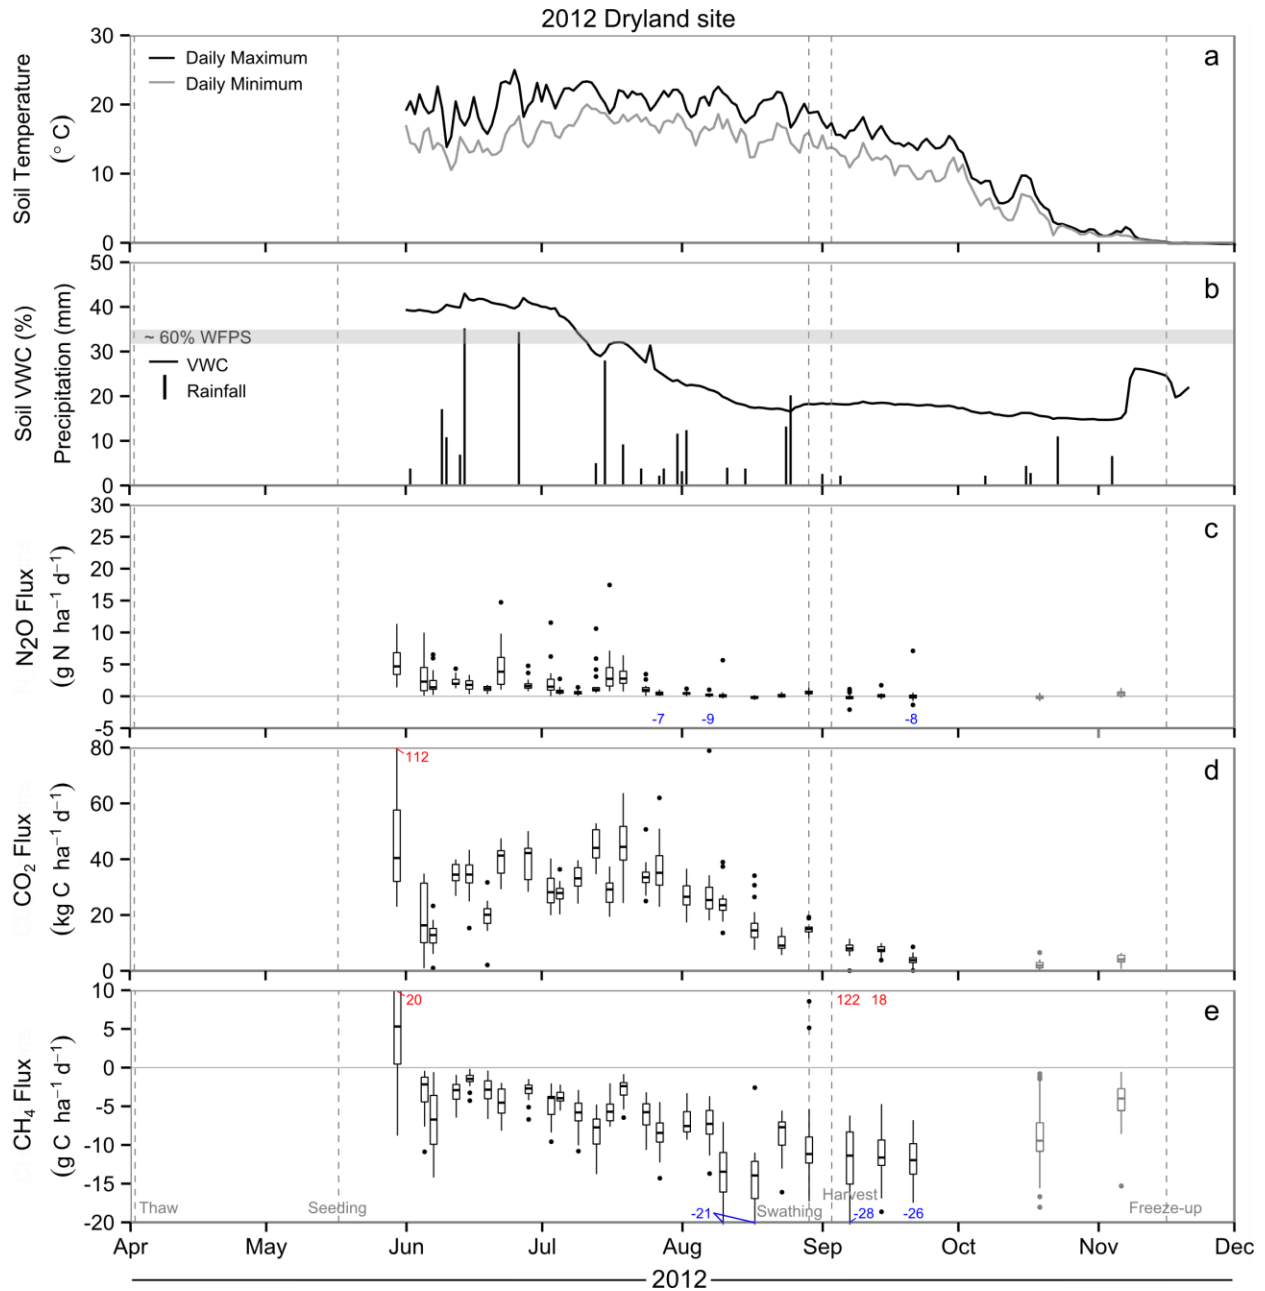 2012 Dryland site
Soil Temperature
(° C)
30
20
10
0
Daily Maximum
Daily Minimum
a
Soil VWC (%)
Precipitation (mm)
50
40
30
20
10
0
~ 60% WFPS
VWC
Rainfall
b
N2O Flux
(g N ha⁻¹ d⁻¹)
30
25
20
15
10
5
0
-5
c
-7 -9 -8
CO₂ Flux
(kg C ha⁻¹ d⁻¹)
80
60
40
20
0
112
d
CH₄ Flux
(g C ha⁻¹ d⁻¹)
10
5
0
-5
-10
-15
-20
20 122 18
e
Thaw
Seeding
-21
Swathing
Harvest
-28
-26
Freeze-up
Apr May Jun Jul Aug Sep Oct Nov Dec
2012